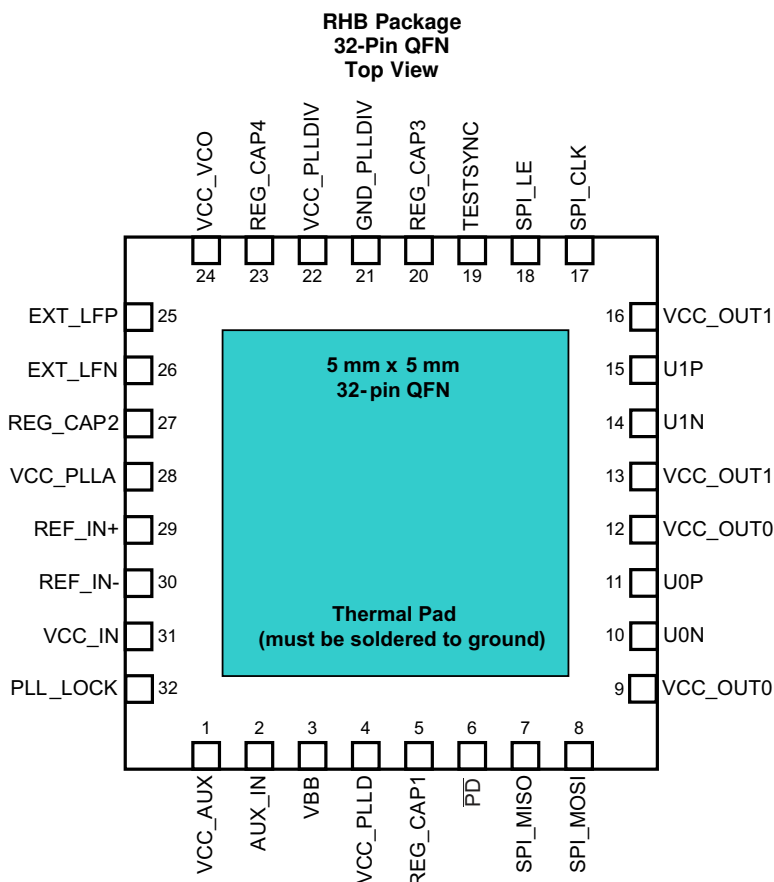 RHB Package
32-Pin QFN
Top View
VCC_VCO
REG_CAP4
VCC_PLLDIV
GND_PLLDIV
REG_CAP3
TESTSYNC
SPI_LE
SPI_CLK
24 23 22 21 20 19 18 17
EXT_LFP 25
EXT_LFN 26
REG_CAP2 27
VCC_PLLA 28
REF_IN+ 29
REF_IN- 30
VCC_IN 31
PLL_LOCK 32
5 mm x 5 mm
32-pin QFN
Thermal Pad
(must be soldered to ground)
16 VCC_OUT1
15 U1P
14 U1N
13 VCC_OUT1
12 VCC_OUT0
11 U0P
10 U0N
9 VCC_OUT0
1 2 3 4 5 6 7 8
VCC_AUX
AUX_IN
VBB
VCC_PLLD
REG_CAP1
P̅D̅
SPI_MISO
SPI_MOSI